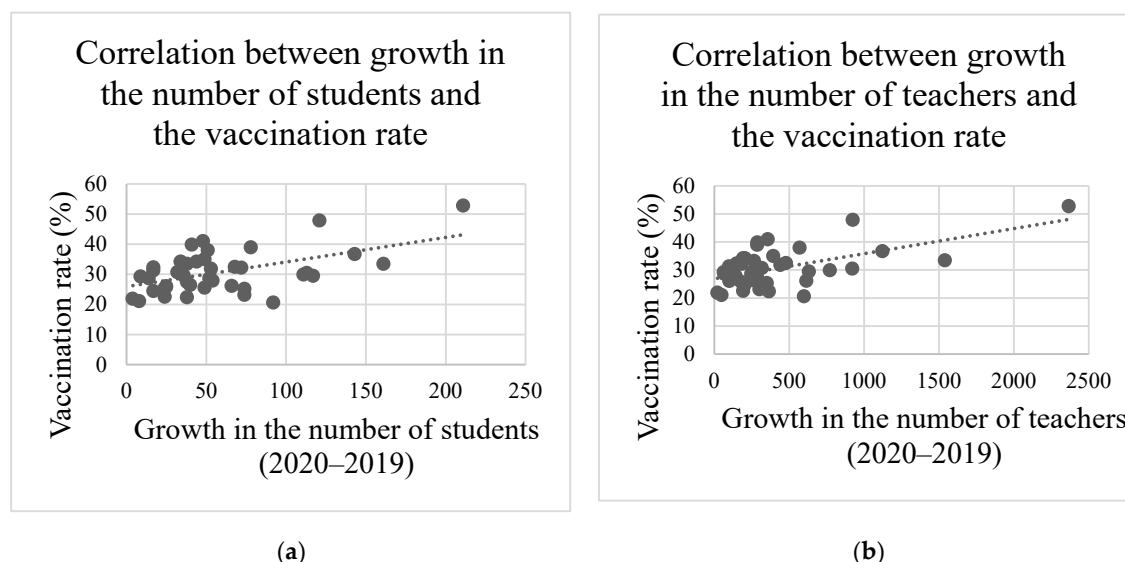 Correlation between growth in
the number of students and
the vaccination rate
Vaccination rate (%)
60
50
40
30
20
10
0
0 50 100 150 200 250
Growth in the number of students
(2020–2019)
(a)
Correlation between growth
in the number of teachers and
the vaccination rate
Vaccination rate (%)
60
50
40
30
20
10
0
0 500 1000 1500 2000 2500
Growth in the number of teachers
(2020–2019)
(b)